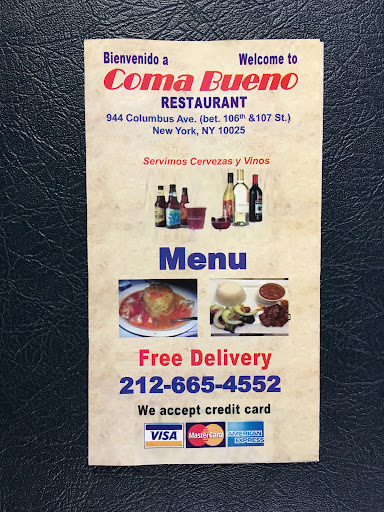 Bienvenido a Welcome to
Coma Bueno
RESTAURANT
944 Columbus Ave. (bet. 106th &107 St.)
New York, NY 10025
Servimos Cervezas y Vinos
Menu
Free Delivery
212-665-4552
We accept credit card
VISA MasterCard AMERICAN EXPRESS